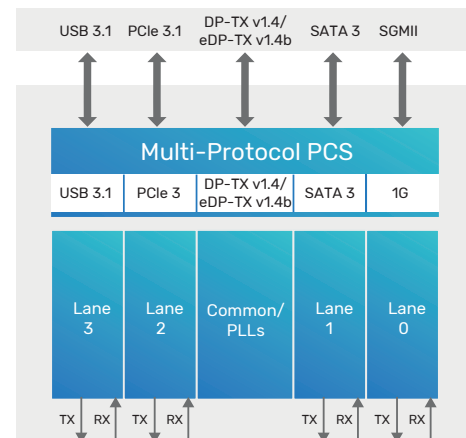 USB 3.1 PCIe 3.1 DP-TX v1.4/ SATA 3 SGMII
eDP-TX v1.4b
Multi-Protocol PCS
USB 3.1 PCIe 3 DP-TX v1.4/ SATA 3 1G
eDP-TX v1.4b
Lane
3
Lane
2
Common/
PLLs
Lane
1
Lane
0
TX RX TX RX TX RX TX RX